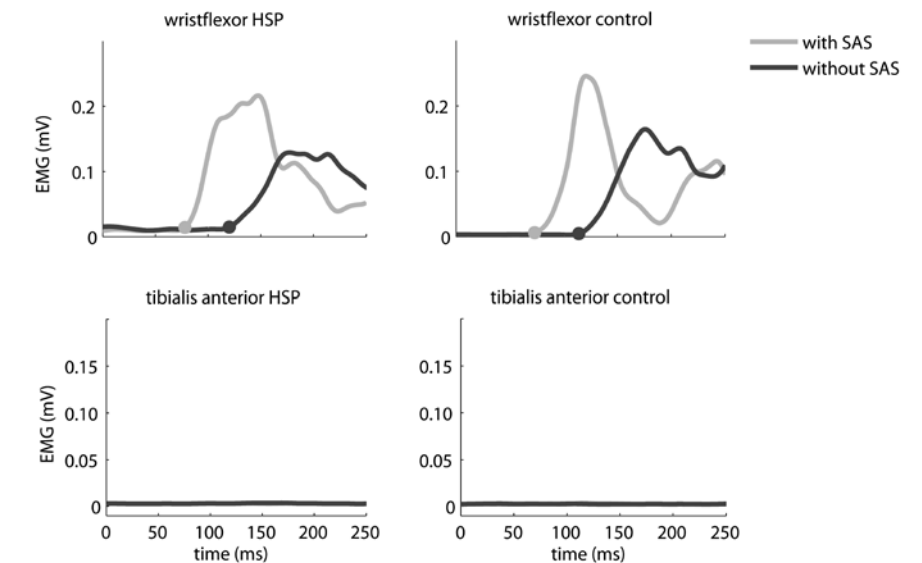 wristflexor HSP
wristflexor control
with SAS
without SAS
EMG (mV)
0.2
0.1
0
0.2
0.1
0
tibialis anterior HSP
tibialis anterior control
EMG (mV)
0.15
0.10
0.05
0
0.15
0.10
0.05
0
0 50 100 150 200 250
0 50 100 150 200 250
time (ms)
time (ms)